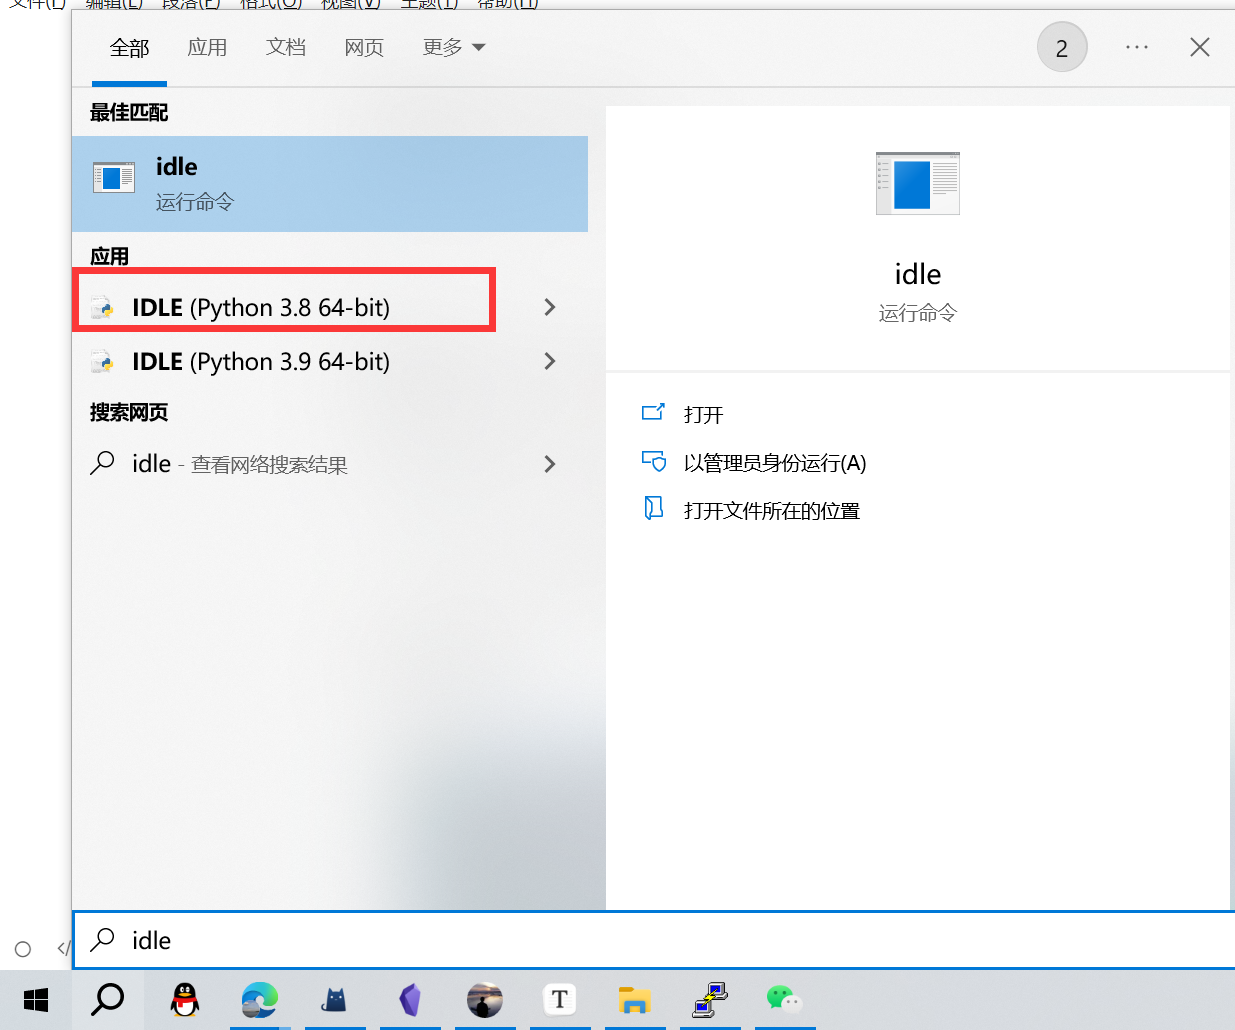 文件(F) 编辑(E) 段落(P) 格式(O) 视图(V) 主题(T) 帮助(H)
全部 应用 文档 网页 更多 2 ···
最佳匹配
idle
运行命令
应用
IDLE (Python 3.8 64-bit)
IDLE (Python 3.9 64-bit)
搜索网页
idle - 查看网络搜索结果
idle
运行命令
打开
以管理员身份运行(A)
打开文件所在的位置
</
idle
T